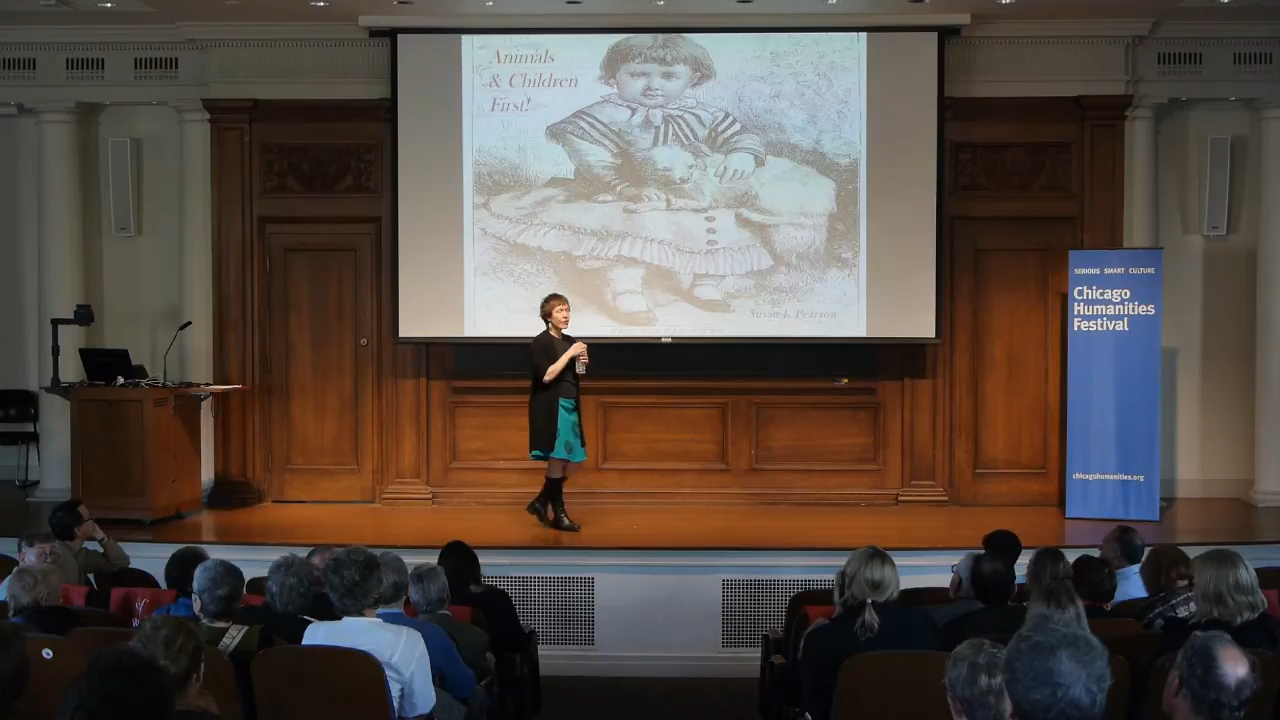 Animals
& Children
First!
Susan J. Pearson
SERIOUS SMART CULTURE
Chicago
Humanities
Festival
chicagohumanities.org